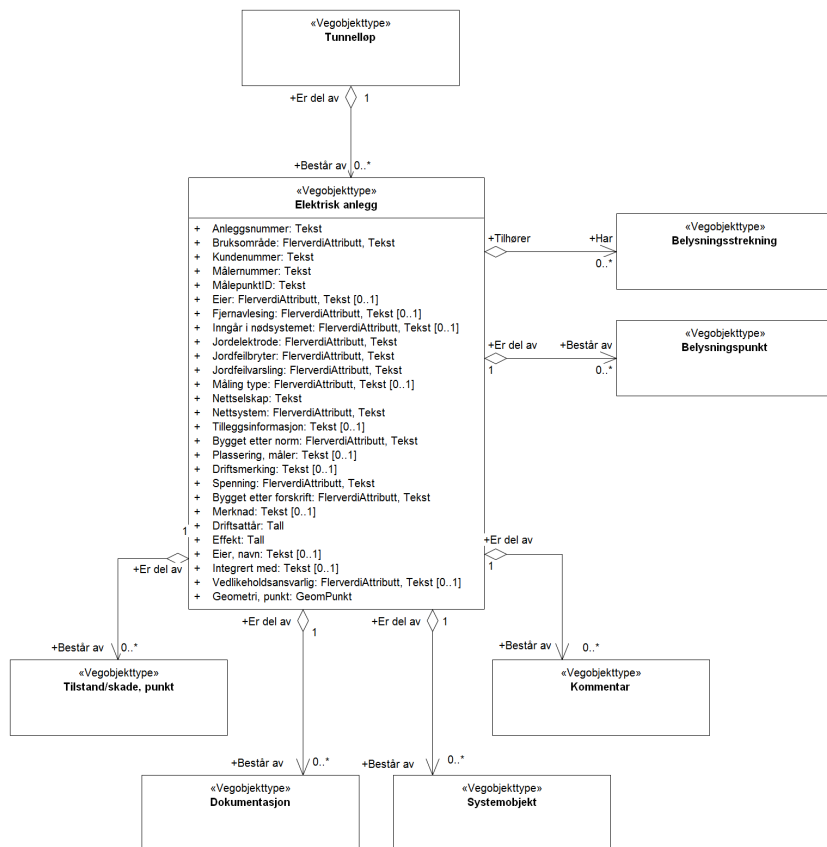 «Vegobjekttype»
Tunnelløp
+Er del av
1
+Består av
0..*
«Vegobjekttype»
Elektrisk anlegg
+ Anleggsnummer: Tekst
+ Bruksområde: FlerverdiAttributt, Tekst
+ Kundenummer: Tekst
+ Målernummer: Tekst
+ MålepunktID: Tekst
+ Eier: FlerverdiAttributt, Tekst [0..1]
+ Fjernavlesing: FlerverdiAttributt, Tekst [0..1]
+ Inngår i nødsystemet: FlerverdiAttributt, Tekst [0..1]
+ Jordelektrode: FlerverdiAttributt, Tekst
+ Jordfeilbryter: FlerverdiAttributt, Tekst
+ Jordfeilvarsling: FlerverdiAttributt, Tekst
+ Måling type: FlerverdiAttributt, Tekst [0..1]
+ Nettselskap: Tekst
+ Nettsystem: FlerverdiAttributt, Tekst
+ Tilleggsinformasjon: Tekst [0..1]
+ Bygget etter norm: FlerverdiAttributt, Tekst
+ Plassering, måler: Tekst [0..1]
+ Driftsmerking: Tekst [0..1]
+ Spenning: FlerverdiAttributt, Tekst
+ Bygget etter forskrift: FlerverdiAttributt, Tekst
+ Merknad: Tekst [0..1]
+ Driftsattår: Tall
+ Effekt: Tall
+ Eier, navn: Tekst [0..1]
+ Integrert med: Tekst [0..1]
+ Vedlikeholdsansvarlig: FlerverdiAttributt, Tekst [0..1]
+ Geometri, punkt: GeomPunkt
+Tilhører
+Har
0..*
«Vegobjekttype»
Belysningsstrekning
+Er del av
1
+Består av
0..*
«Vegobjekttype»
Belysningspunkt
1
+Er del av
+Består av
0..*
«Vegobjekttype»
Tilstand/skade, punkt
+Er del av
1
+Består av
0..*
«Vegobjekttype»
Dokumentasjon
+Er del av
1
+Består av
0..*
«Vegobjekttype»
Systemobjekt
+Er del av
1
+Består av
0..*
«Vegobjekttype»
Kommentar